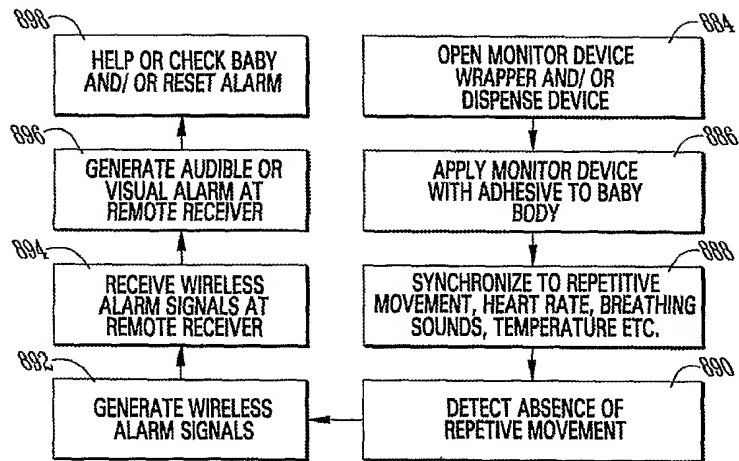 884
OPEN MONITOR DEVICE
WRAPPER AND/ OR
DISPENSE DEVICE
886
APPLY MONITOR DEVICE
WITH ADHESIVE TO BABY
BODY
888
SYNCHRONIZE TO REPETITIVE
MOVEMENT, HEART RATE, BREATHING
SOUNDS, TEMPERATURE ETC.
890
DETECT ABSENCE OF
REPETIVE MOVEMENT
892
GENERATE WIRELESS
ALARM SIGNALS
894
RECEIVE WIRELESS
ALARM SIGNALS AT
REMOTE RECEIVER
896
GENERATE AUDIBLE OR
VISUAL ALARM AT
REMOTE RECEIVER
898
HELP OR CHECK BABY
AND/ OR RESET ALARM